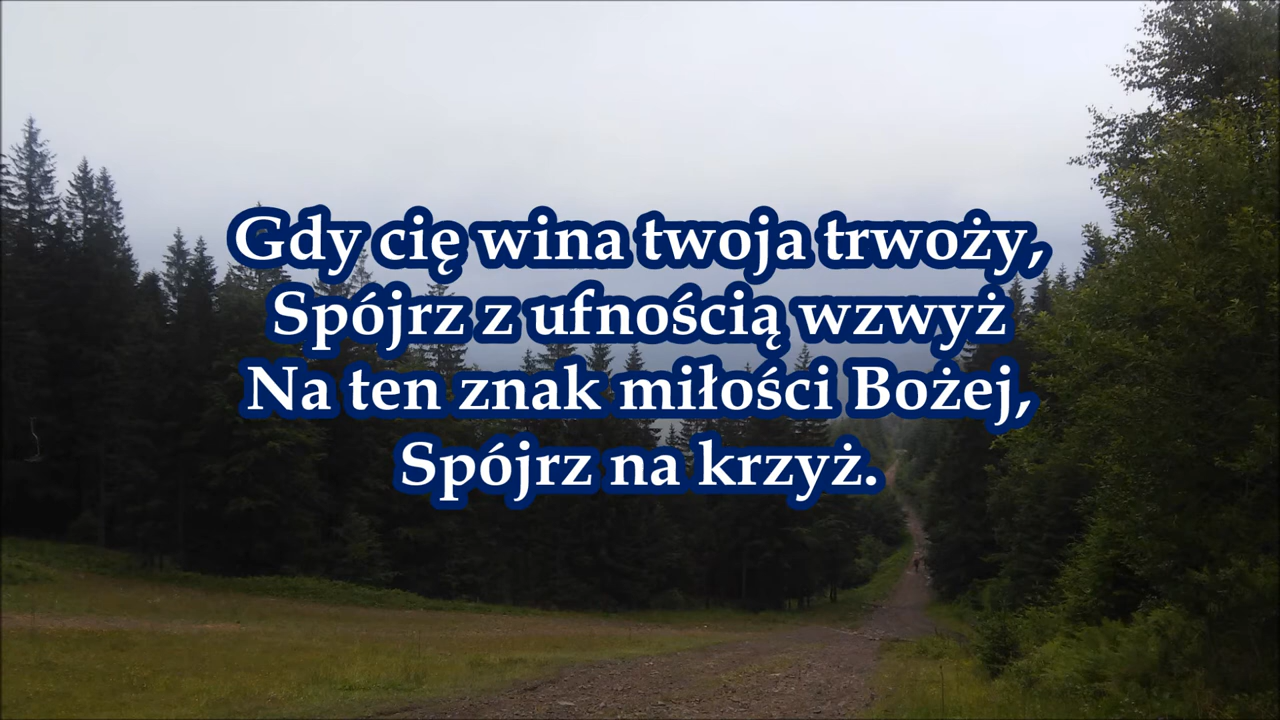 Gdy cię wina twoja trwoży,
Spójrz z ufnością wzwyż
Na ten znak miłości Bożej,
Spójrz na krzyż.